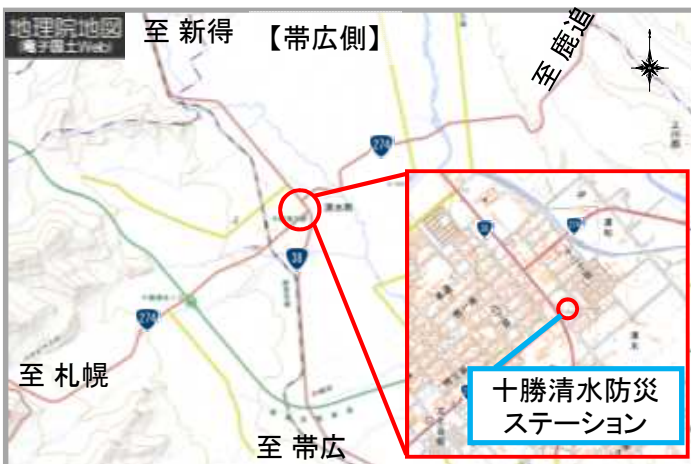 地理院地図
(電子国土Web)
至 新得
【帯広側】
至 鹿追
274
清水町
38
38
274
274
至 札幌
至 帯広
十勝清水防災
ステーション